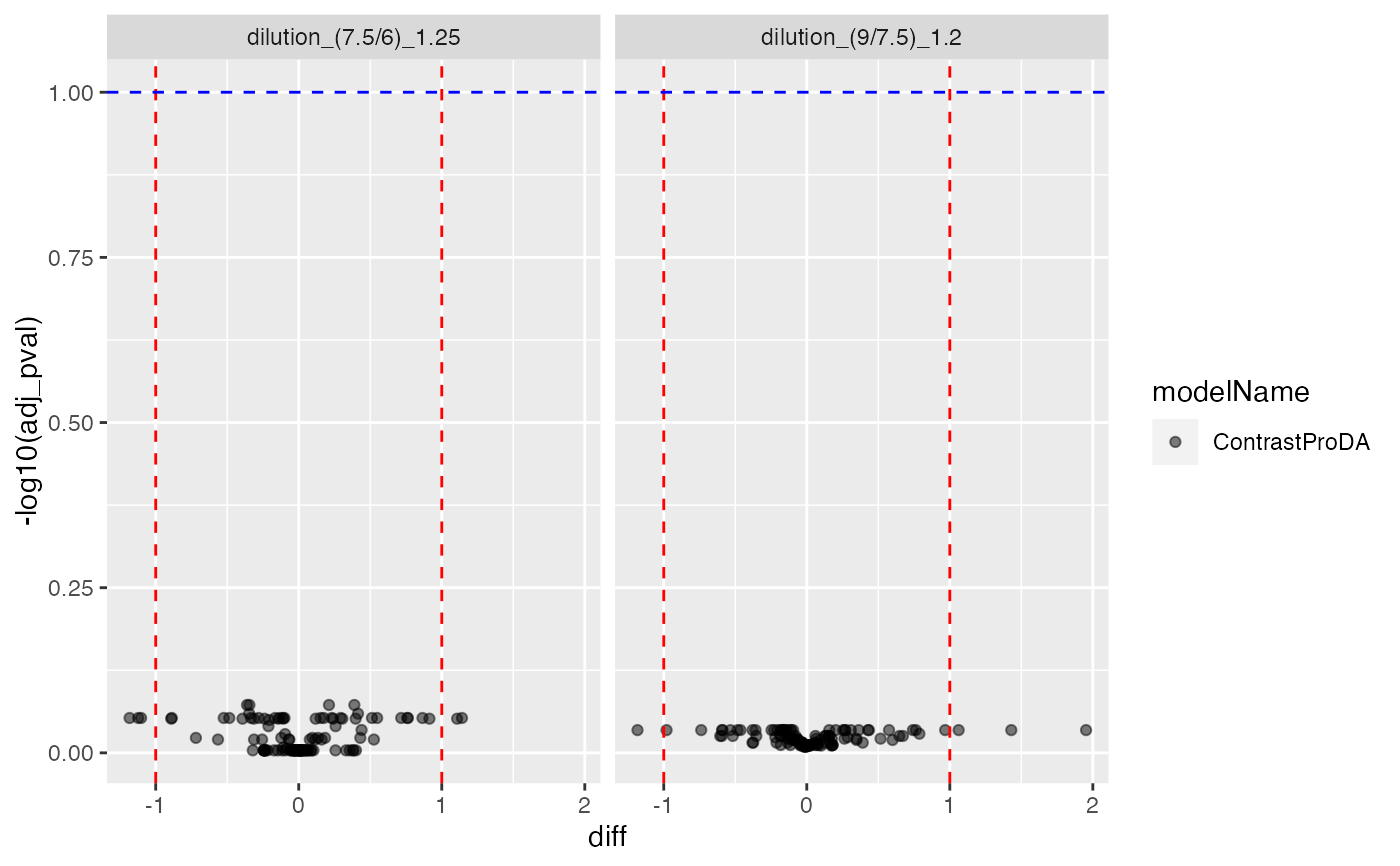 dilution_(7.5/6)_1.25
dilution_(9/7.5)_1.2
1.00
0.75
0.50
0.25
0.00
-log10(adj_pval)
-1
0
1
2
-1
0
1
2
diff
modelName
ContrastProDA